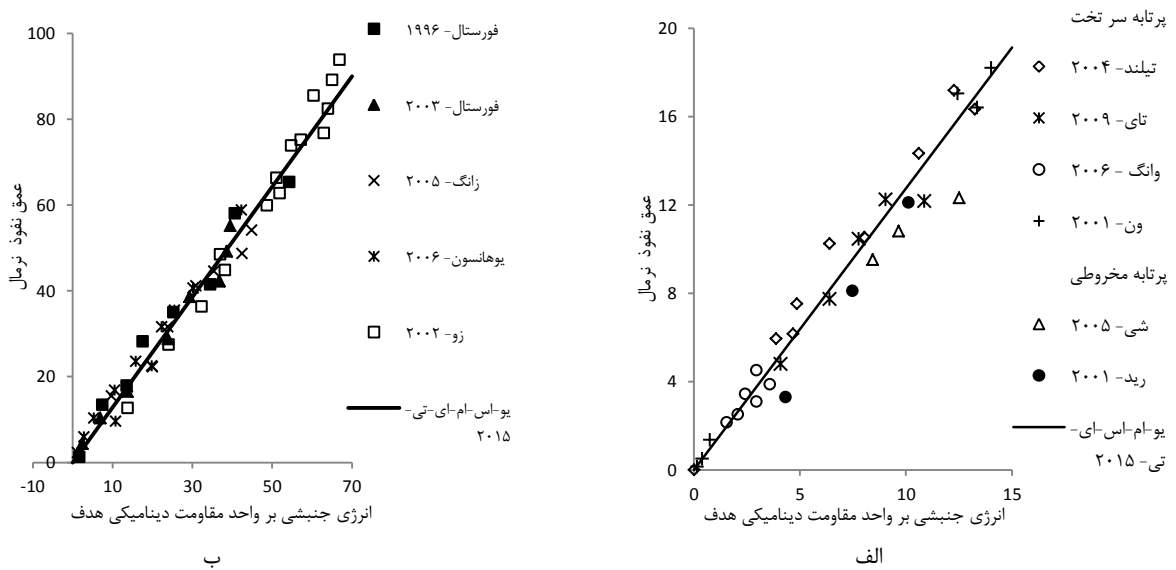 پرتابه سر تخت
تیلند- ۲۰۰۴
تای- ۲۰۰۹
وانگ- ۲۰۰۶
ون- ۲۰۰۱
پرتابه مخروطی
شی- ۲۰۰۵
رید- ۲۰۰۱
یو-ام-اس-ای-
تی- ۲۰۱۵
عمق نفوذ نرمال
20
16
12
8
4
0
0 5 10 15
انرژی جنبشی بر واحد مقاومت دینامیکی هدف
الف
فورستال- ۱۹۹۶
فورستال- ۲۰۰۳
زانگ- ۲۰۰۵
یوهانسون- ۲۰۰۶
زو- ۲۰۰۲
یو-اس-ام-ای-تی-
۲۰۱۵
عمق نفوذ نرمال
100
80
60
40
20
0
-10 10 30 50 70
انرژی جنبشی بر واحد مقاومت دینامیکی هدف
ب